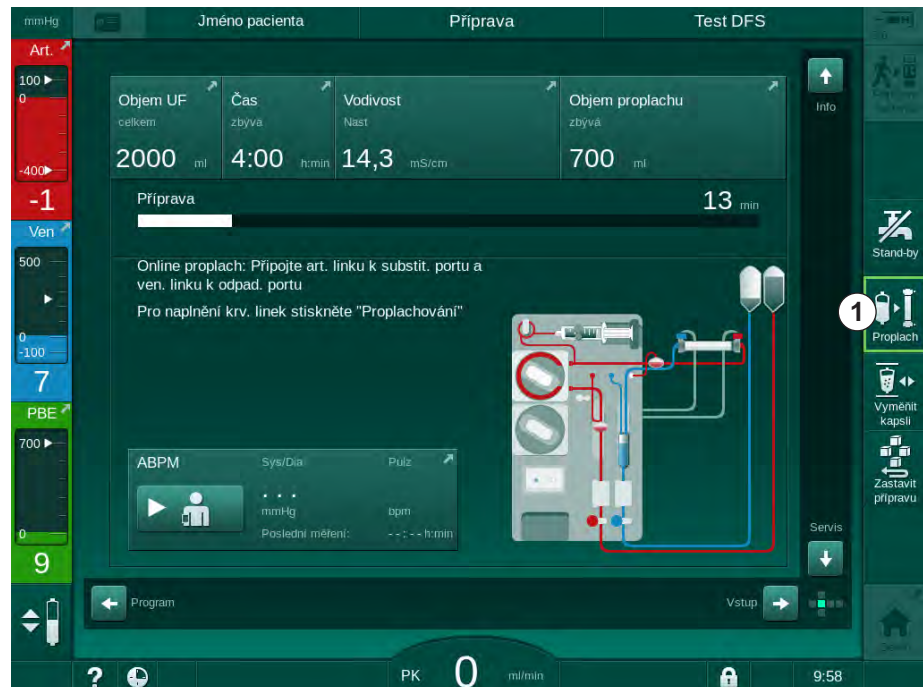 mmHg
Jméno pacienta
Příprava
Test DFS
Art.
100
0
-400
-1
Ven
500
0
-100
7
PBE
700
0
9
Objem UF
celkem
2000 ml
Čas
zbývá
4:00 h:min
Vodivost
Nast
14,3 mS/cm
Objem proplachu
zbývá
700 ml
Příprava
13 min
Online proplach: Připojte art. linku k substit. portu a
ven. linku k odpad. portu
Pro naplnění krv. linek stiskněte "Proplachování"
ABPM
Sys/Dia
Pulz
. . .
mmHg
bpm
Poslední měření:
--:-- h:min
Info
Servis
Program
Vstup
Stand-by
1
Proplach
Vyměnit
kapsli
Zastavit
přípravu
?
PK 0 ml/min
9:58